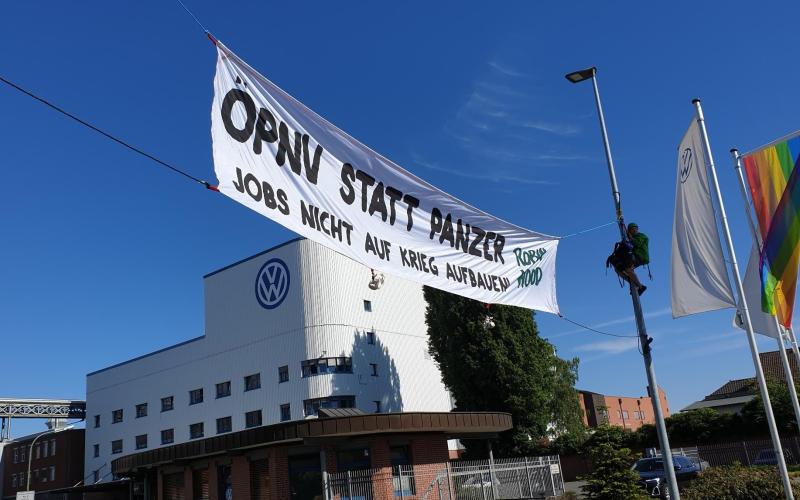 ÖPNV STATT PANZER
JOBS NICHT AUF KRIEG AUFBAUEN!
ROBIN
WOOD